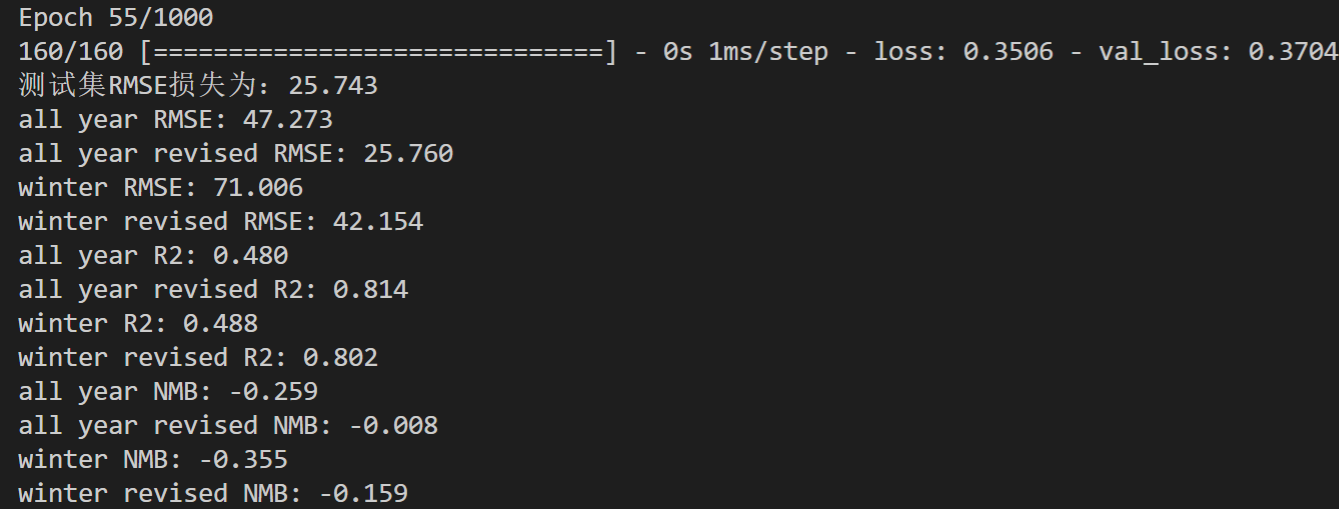 Epoch 55/1000
160/160 [==============================] - 0s 1ms/step - loss: 0.3506 - val_loss: 0.3704
测试集RMSE损失为：25.743
all year RMSE: 47.273
all year revised RMSE: 25.760
winter RMSE: 71.006
winter revised RMSE: 42.154
all year R2: 0.480
all year revised R2: 0.814
winter R2: 0.488
winter revised R2: 0.802
all year NMB: -0.259
all year revised NMB: -0.008
winter NMB: -0.355
winter revised NMB: -0.159